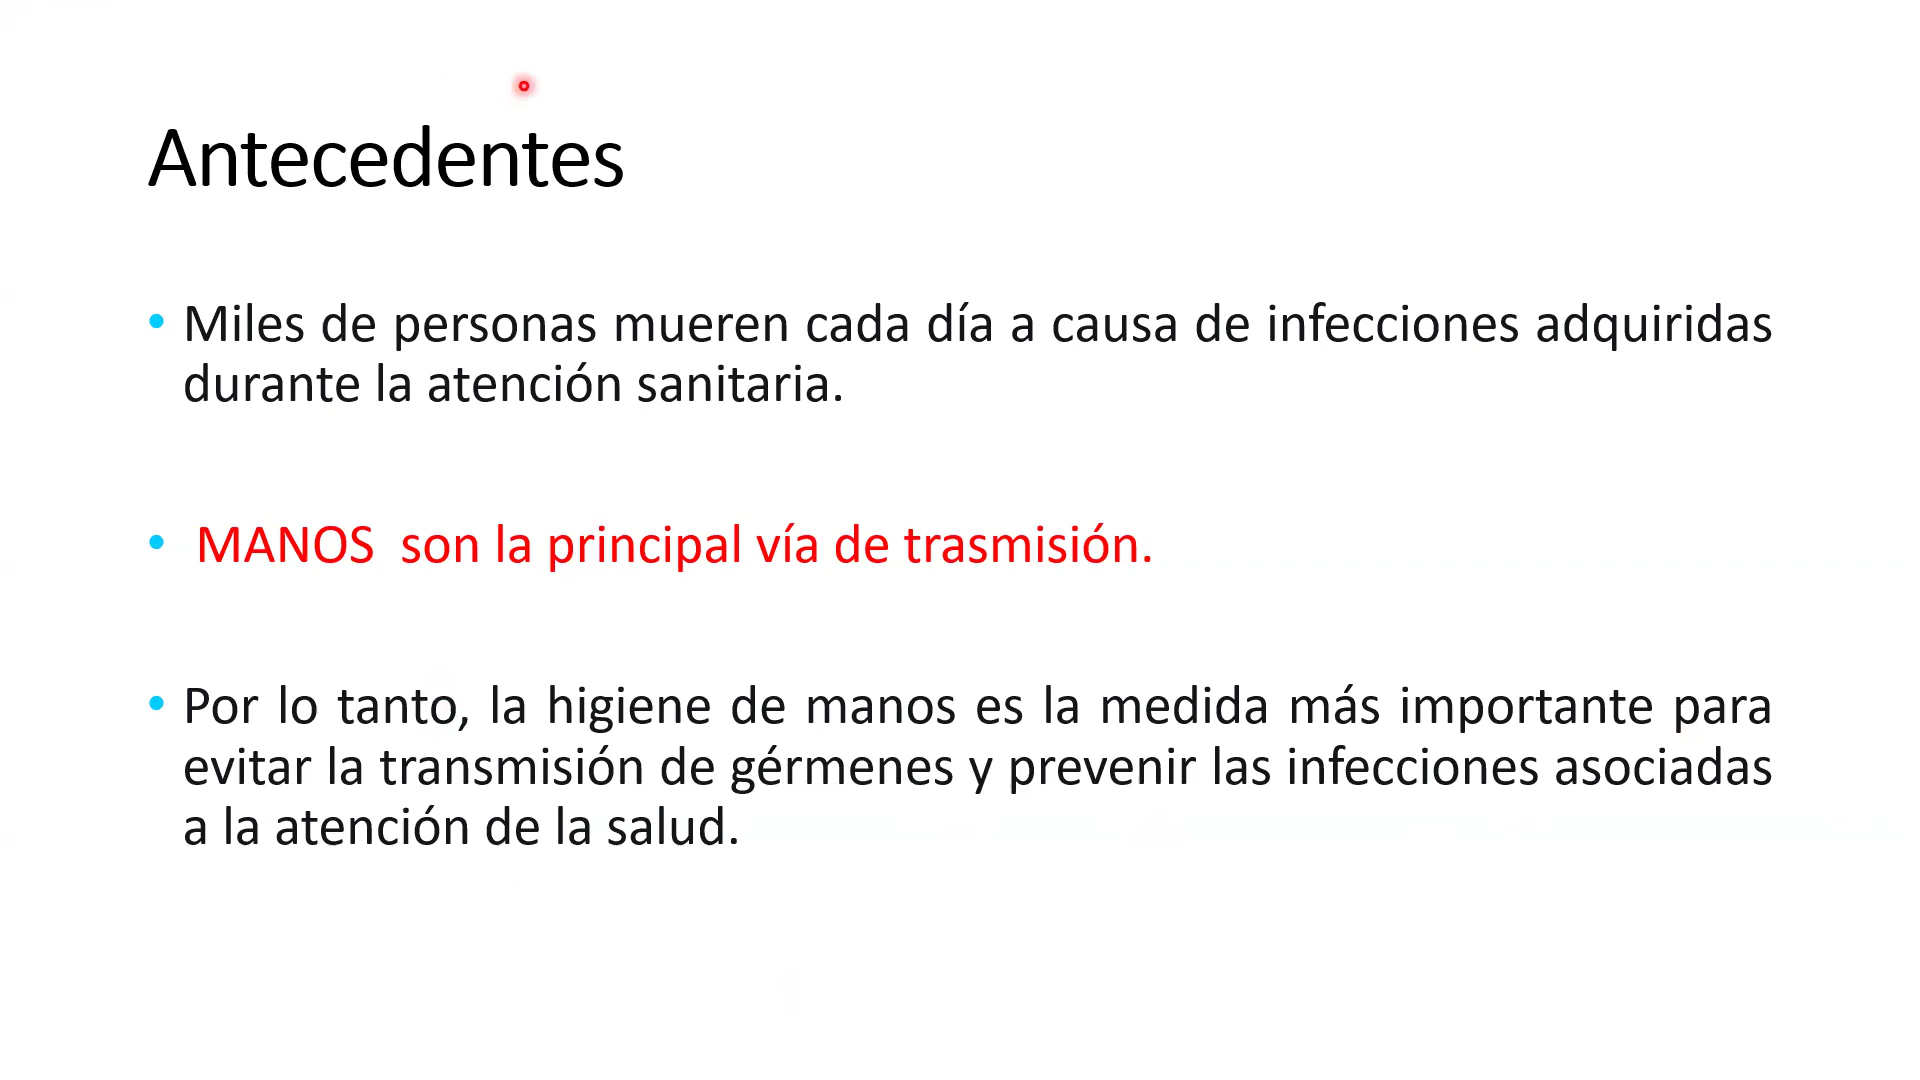 Antecedentes
• Miles de personas mueren cada día a causa de infecciones adquiridas
durante la atención sanitaria.
• MANOS  son la principal vía de trasmisión.
• Por lo tanto, la higiene de manos es la medida más importante para
evitar la transmisión de gérmenes y prevenir las infecciones asociadas
a la atención de la salud.